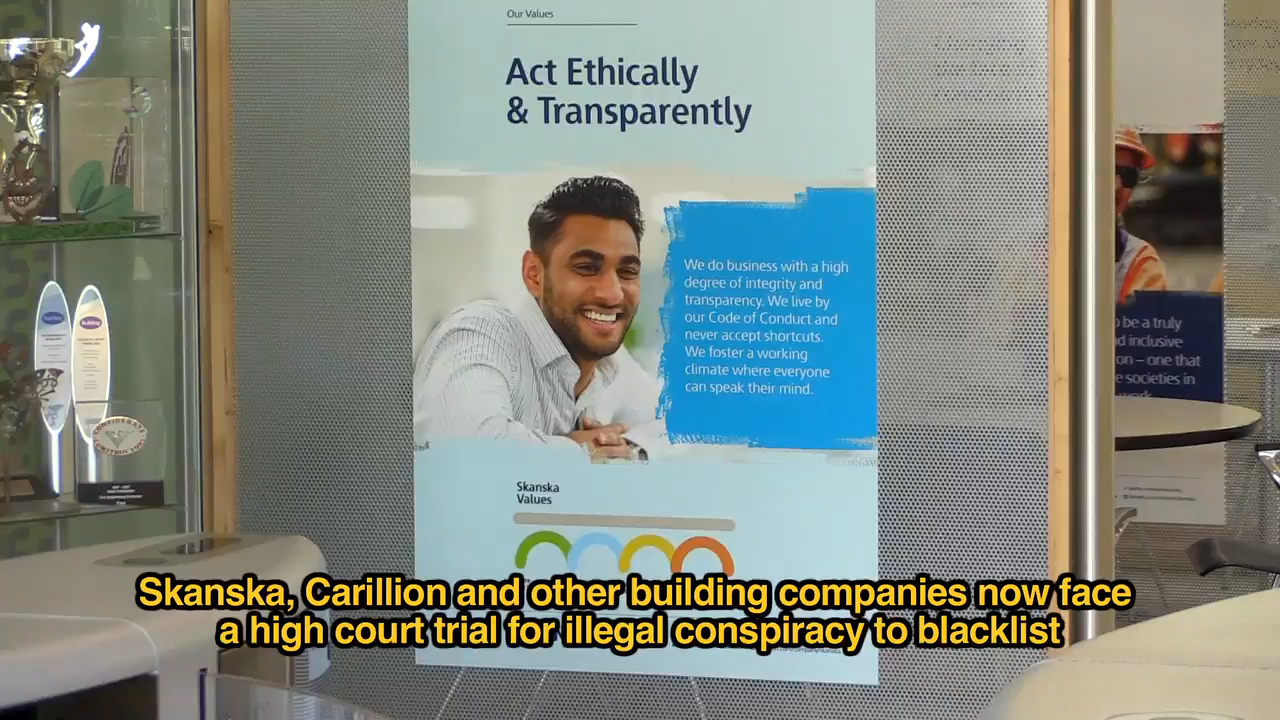 Our Values
Act Ethically
& Transparently
We do business with a high
degree of integrity and
transparency. We live by
our Code of Conduct and
never accept shortcuts.
We foster a working
climate where everyone
can speak their mind.
be a truly
inclusive
on – one that
societies in
Skanska
Values
Skanska, Carillion and other building companies now face
a high court trial for illegal conspiracy to blacklist